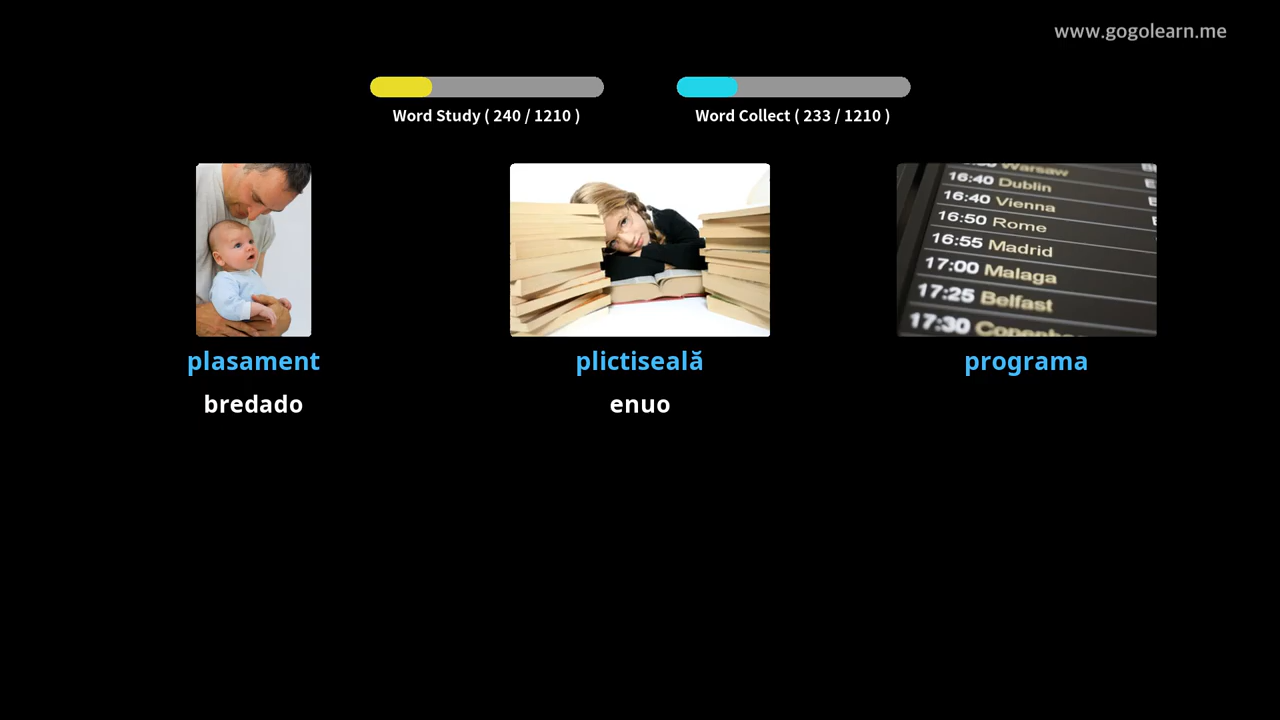 www.gogolearn.me
Word Study ( 240 / 1210 )
Word Collect ( 233 / 1210 )
Warsaw
16:40 Dublin
16:40 Vienna
16:50 Rome
16:55 Madrid
17:00 Malaga
17:25 Belfast
17:30
plasament
plictiseală
programa
bredado
enuo